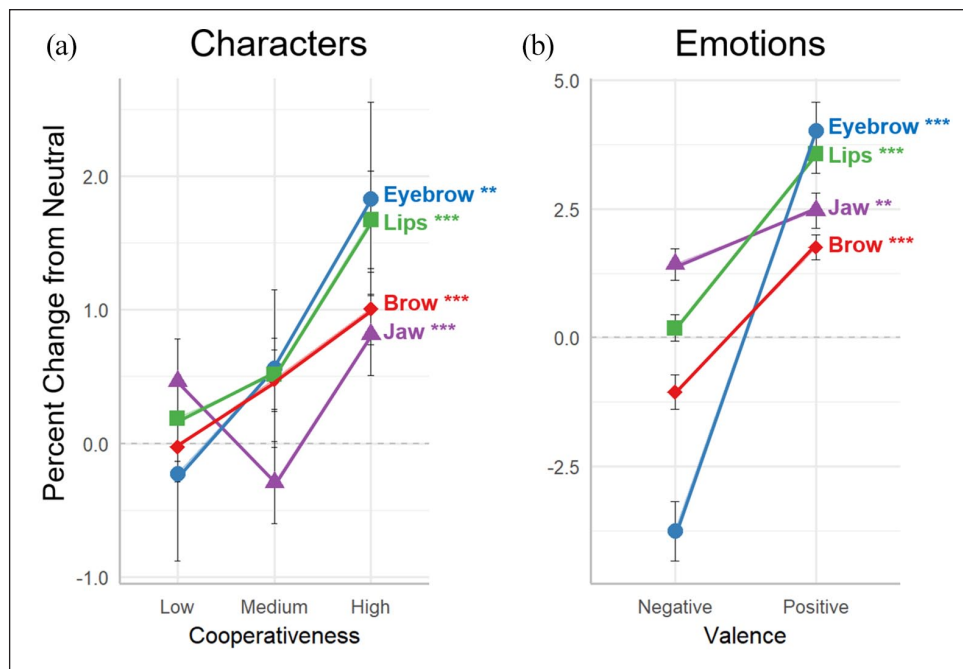 (a) Characters
Percent Change from Neutral
2.0
1.0
0.0
-1.0
Eyebrow **
Lips ***
Brow ***
Jaw ***
Low Medium High
Cooperativeness
(b) Emotions
5.0
2.5
0.0
-2.5
Eyebrow ***
Lips ***
Jaw **
Brow ***
Negative Positive
Valence